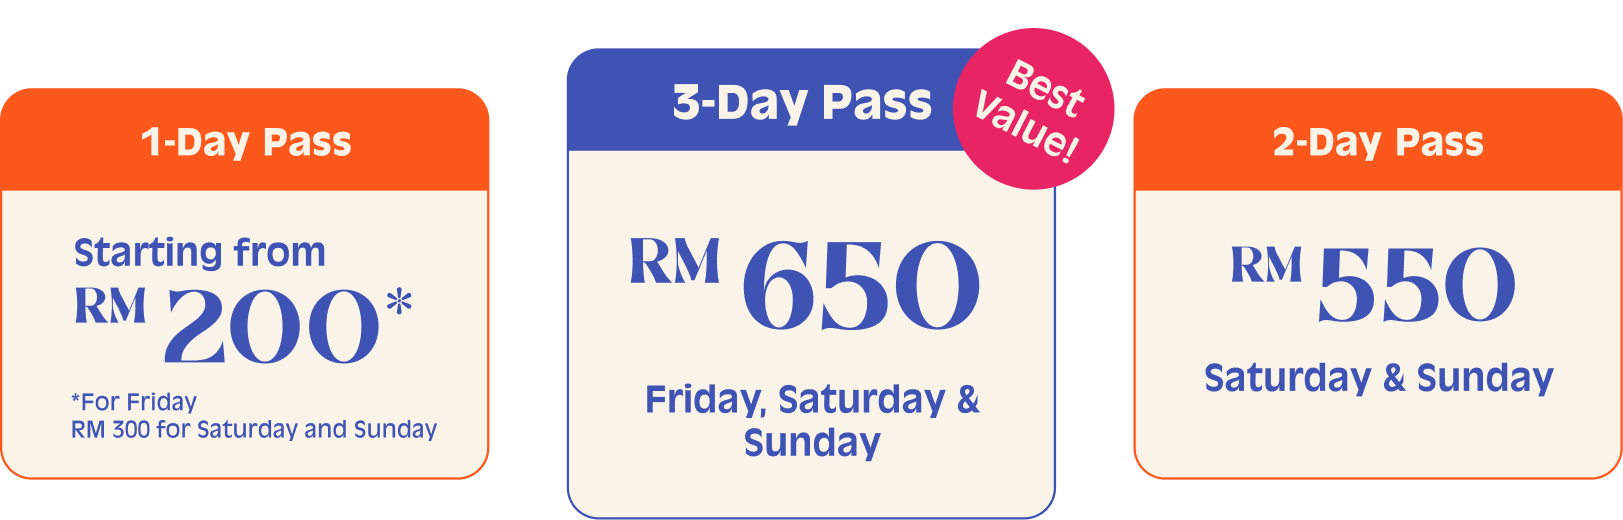 1-Day Pass
Starting from
RM 200*
*For Friday
RM 300 for Saturday and Sunday
3-Day Pass
Best
Value!
RM 650
Friday, Saturday &
Sunday
2-Day Pass
RM 550
Saturday & Sunday